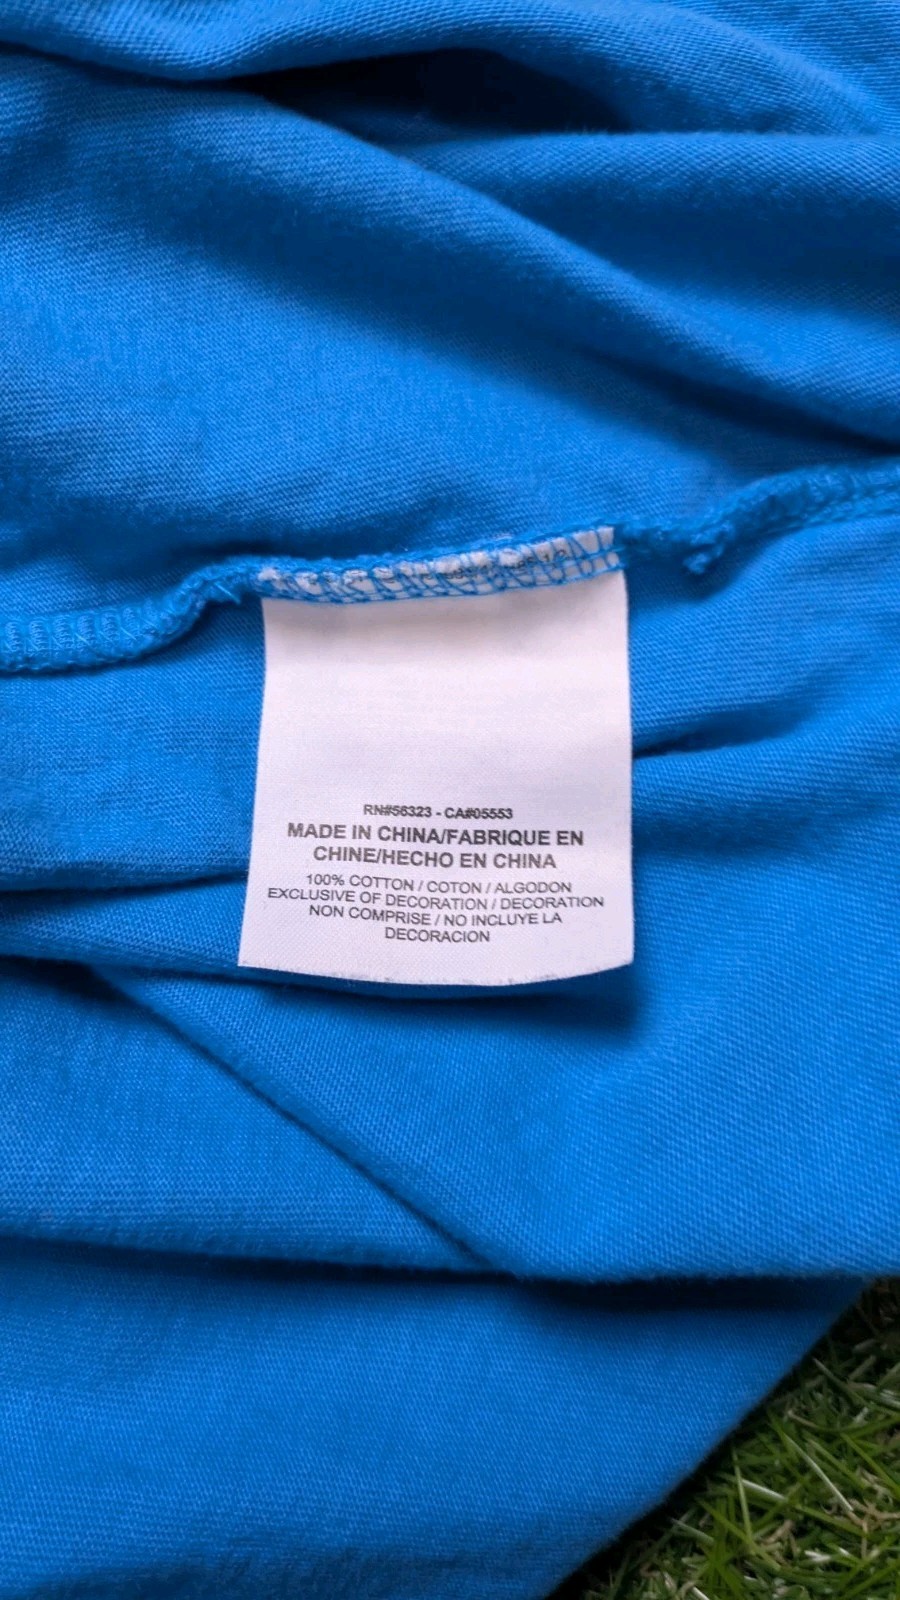 RN#56323 - CA#05553
MADE IN CHINA/FABRIQUE EN
CHINE/HECHO EN CHINA
100% COTTON / COTON / ALGODON
EXCLUSIVE OF DECORATION / DECORATION
NON COMPRISE / NO INCLUYE LA
DECORACION